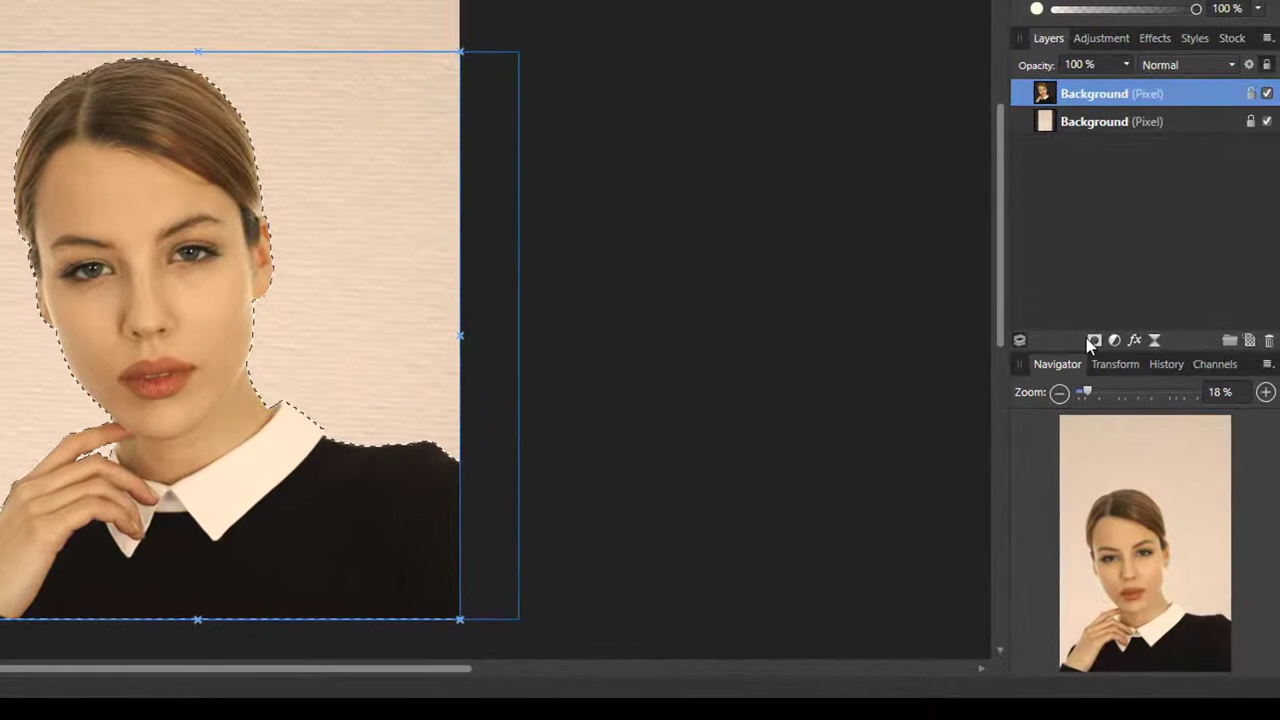 100 %
Layers Adjustment Effects Styles Stock
Opacity: 100 % Normal
Background (Pixel)
Background (Pixel)
fx
Navigator Transform History Channels
Zoom: 18 %